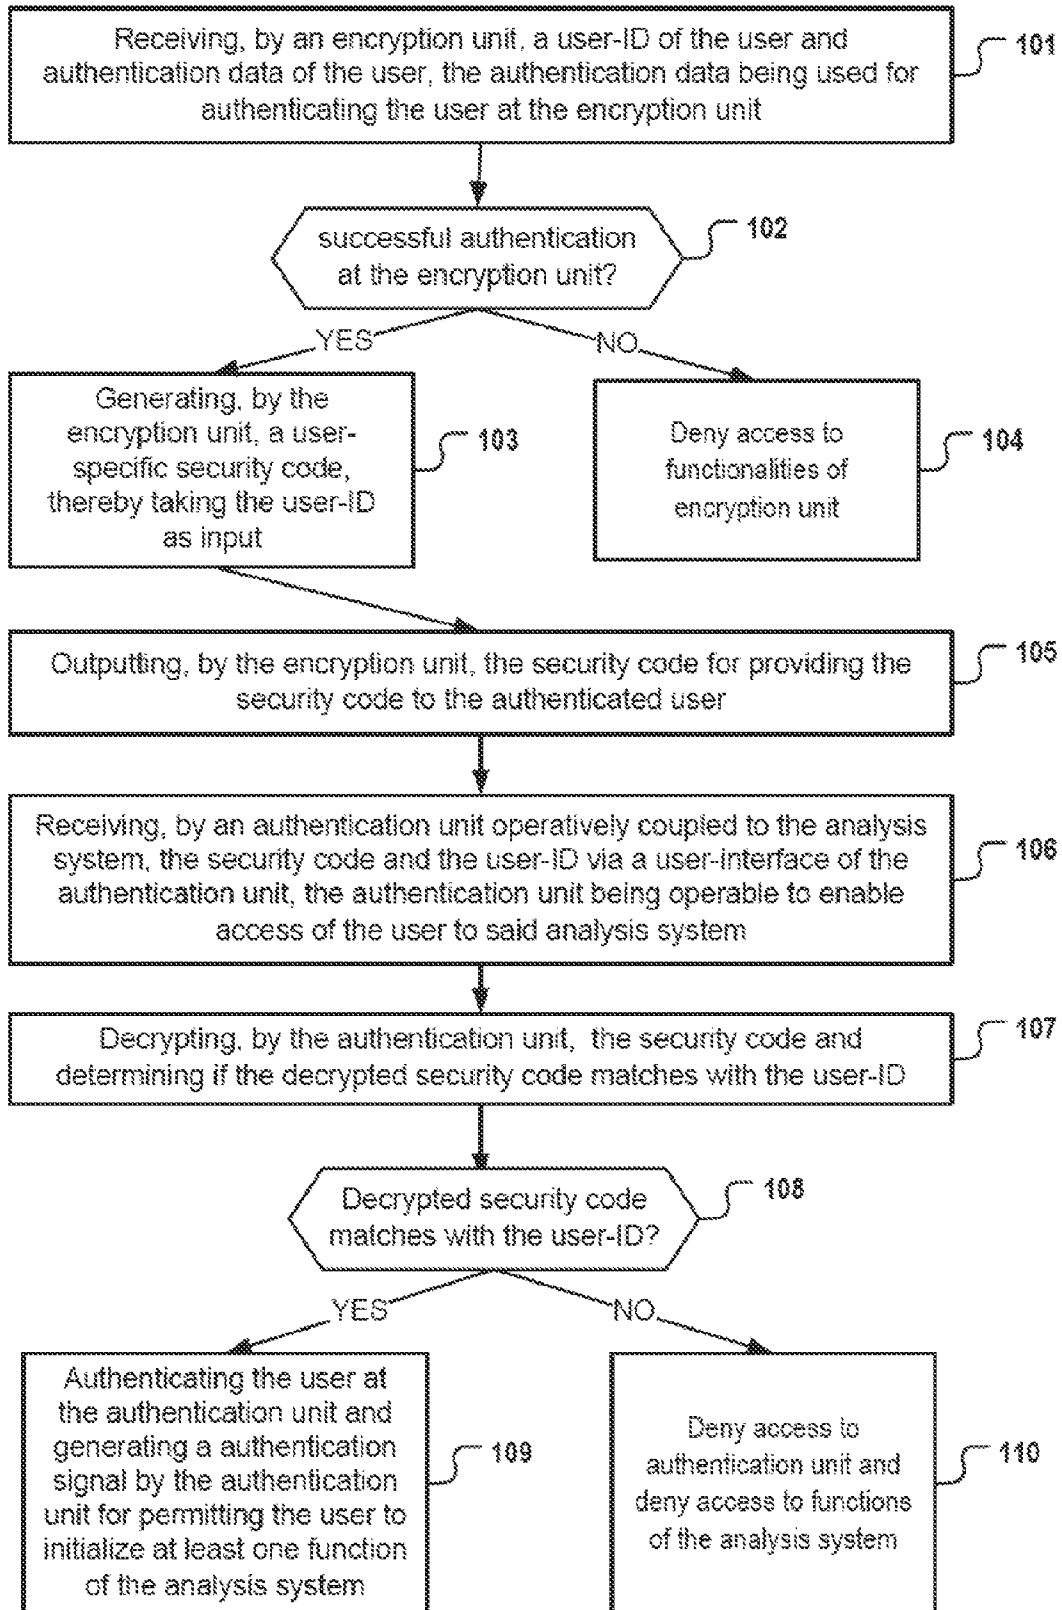 Receiving, by an encryption unit, a user-ID of the user and
authentication data of the user, the authentication data being used for
authenticating the user at the encryption unit
101
successful authentication
at the encryption unit?
102
YES
NO
Generating, by the
encryption unit, a user-
specific security code,
thereby taking the user-ID
as input
103
Deny access to
functionalities of
encryption unit
104
Outputting, by the encryption unit, the security code for providing the
security code to the authenticated user
105
Receiving, by an authentication unit operatively coupled to the analysis
system, the security code and the user-ID via a user-interface of the
authentication unit, the authentication unit being operable to enable
access of the user to said analysis system
106
Decrypting, by the authentication unit, the security code and
determining if the decrypted security code matches with the user-ID
107
Decrypted security code
matches with the user-ID?
108
YES
NO
Authenticating the user at
the authentication unit and
generating a authentication
signal by the authentication
unit for permitting the user to
initialize at least one function
of the analysis system
109
Deny access to
authentication unit and
deny access to functions
of the analysis system
110